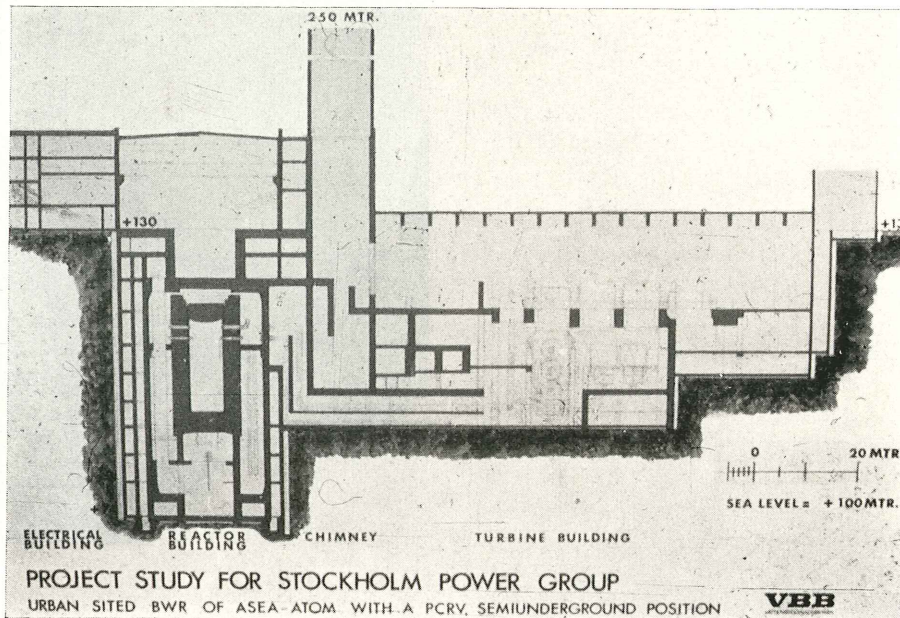 250 MTR.
+130
0 20 MTR.
SEA LEVEL = +100 MTR.
ELECTRICAL BUILDING
REACTOR BUILDING
CHIMNEY
TURBINE BUILDING
PROJECT STUDY FOR STOCKHOLM POWER GROUP
URBAN SITED BWR OF ASEA-ATOM WITH A PCRV, SEMIUNDERGROUND POSITION
VBB